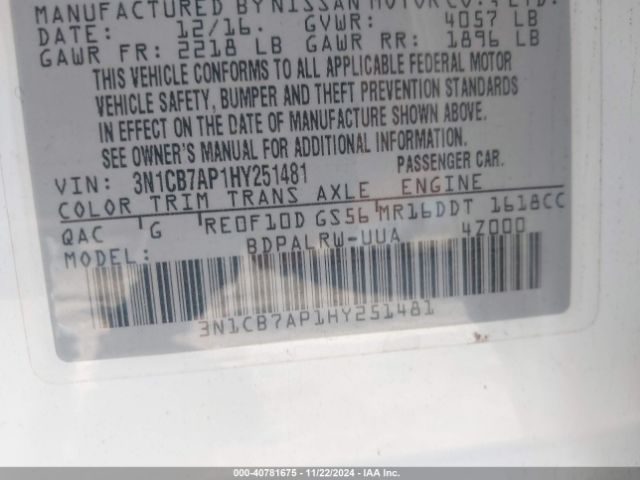 MANUFACTURED BY NISSAN MOTOR CO., LTD.
DATE: 12/16. GVWR: 4057 LB
GAWR FR: 2218 LB GAWR RR: 1896 LB
THIS VEHICLE CONFORMS TO ALL APPLICABLE FEDERAL MOTOR
VEHICLE SAFETY, BUMPER AND THEFT PREVENTION STANDARDS
IN EFFECT ON THE DATE OF MANUFACTURE SHOWN ABOVE.
SEE OWNER'S MANUAL FOR ADDITIONAL INFORMATION.
VIN: 3N1CB7AP1HY251481 PASSENGER CAR.
COLOR TRIM TRANS AXLE ENGINE
QAC G RE0F10D GS56 MR16DDT 1618CC
MODEL: BDPALRW-UUA 47000
3N1CB7AP1HY251481
000-40781675 - 11/22/2024 - IAA Inc.